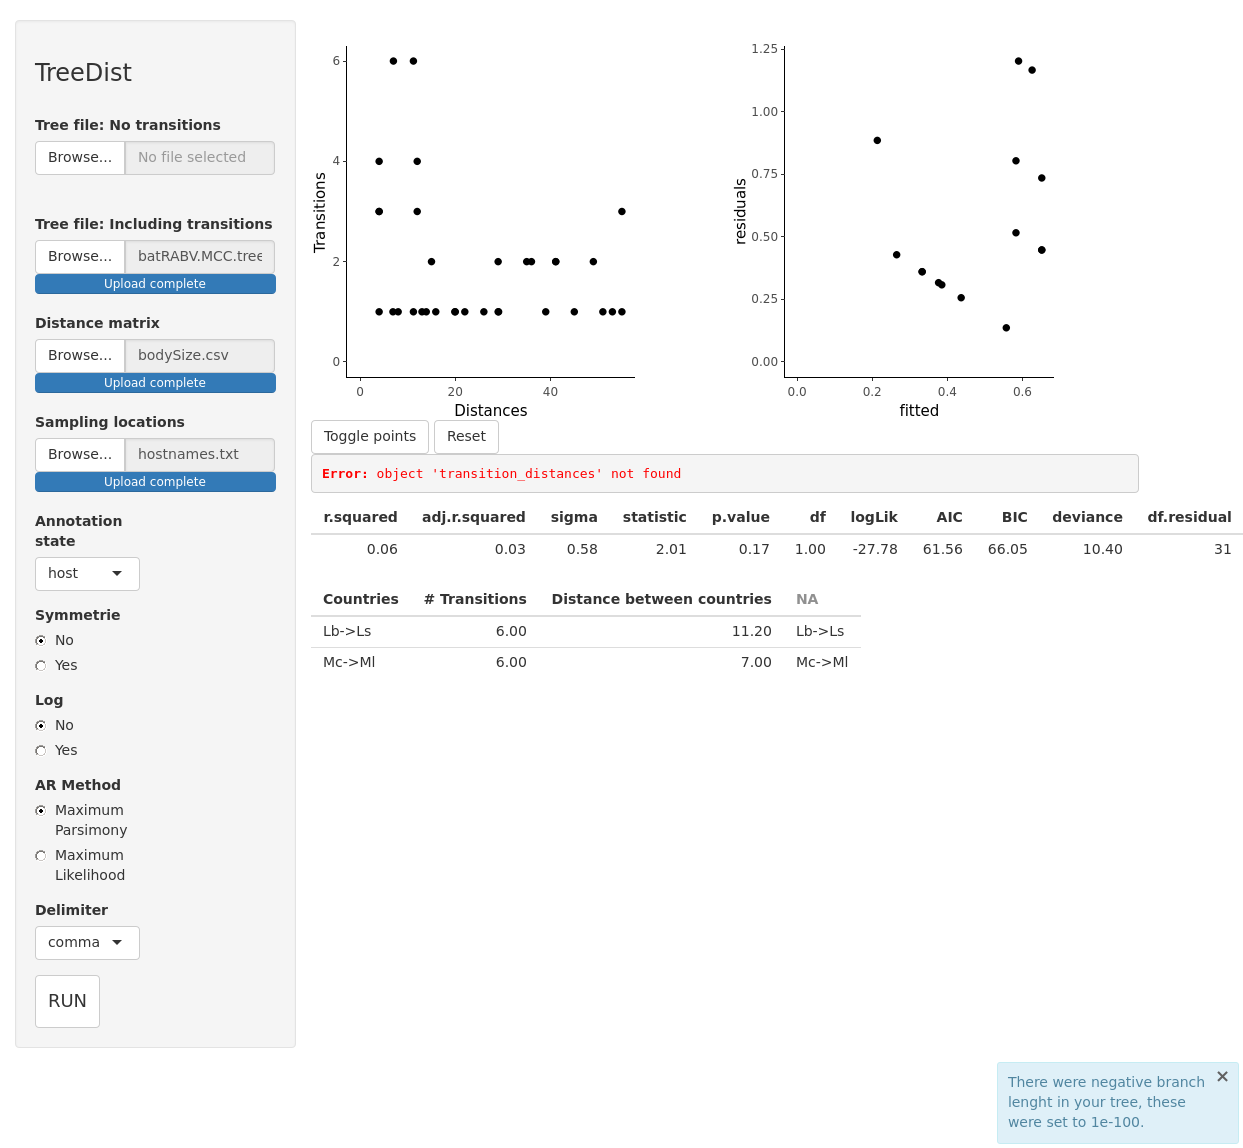 TreeDist
Tree file: No transitions
Browse...
No file selected
Tree file: Including transitions
Browse...
batRABV.MCC.tree
Upload complete
Distance matrix
Browse...
bodySize.csv
Upload complete
Sampling locations
Browse...
hostnames.txt
Upload complete
Annotation
state
host
Symmetrie
No
Yes
Log
No
Yes
AR Method
Maximum
Parsimony
Maximum
Likelihood
Delimiter
comma
RUN
Transitions
6
4
2
0
0 20 40
Distances
residuals
1.25
1.00
0.75
0.50
0.25
0.00
0.0 0.2 0.4 0.6
fitted
Toggle points Reset
Error: object 'transition_distances' not found
r.squared adj.r.squared sigma statistic p.value df logLik AIC BIC deviance df.residual
0.06 0.03 0.58 2.01 0.17 1.00 -27.78 61.56 66.05 10.40 31
Countries # Transitions Distance between countries NA
Lb->Ls 6.00 11.20 Lb->Ls
Mc->Ml 6.00 7.00 Mc->Ml
There were negative branch ×
lenght in your tree, these
were set to 1e-100.